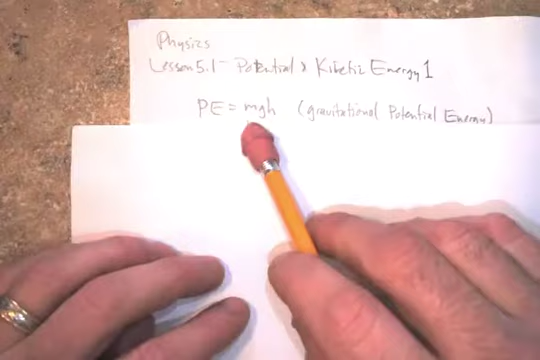 Physics
Lesson 5.1 - Potential & Kinetic Energy 1
PE = mgh (gravitational Potential Energy)